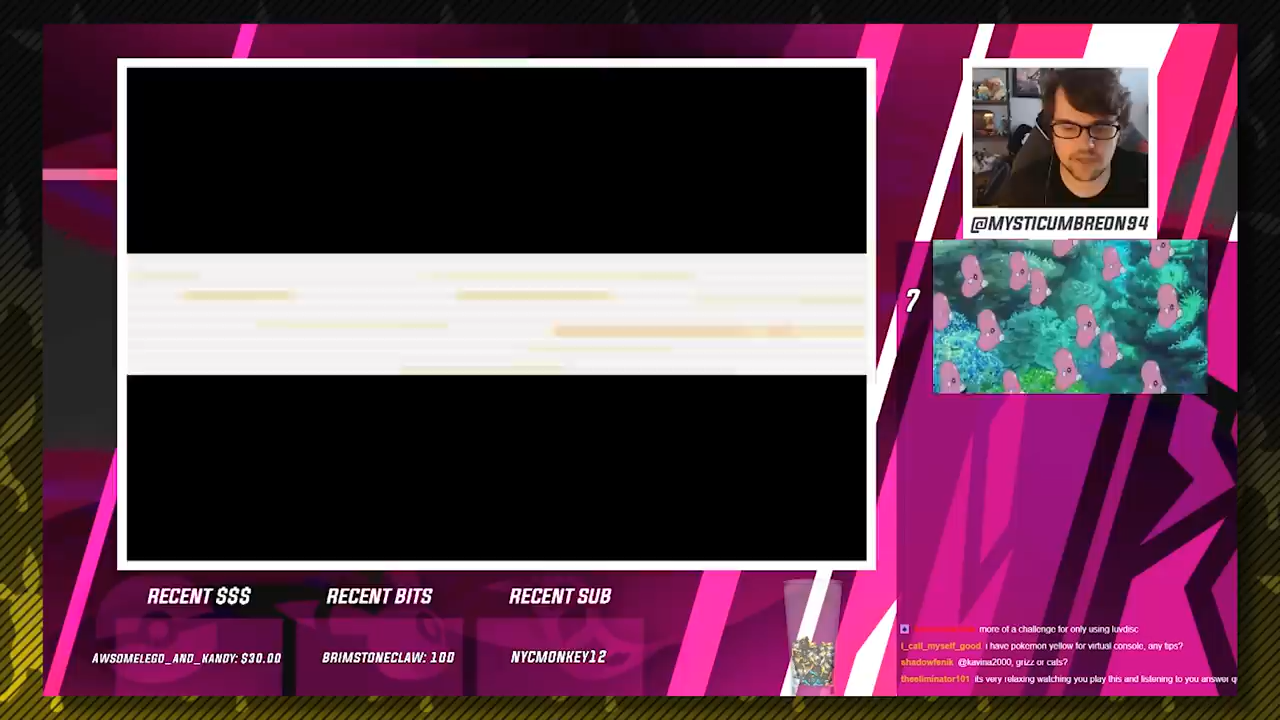 @MYSTICUMBREON94
7
more of a challenge for only using luvdisc
i_call_myself_good i have pokemon yellow for virtual console, any tips?
shadowfenik @kavina2000, grizz or cats?
theeliminator101 its very relaxing watching you play this and listening to you answer q
RECENT $$$
RECENT BITS
RECENT SUB
AWSOMELEGO_AND_KANDY: $30.00
BRIMSTONECLAW: 100
NYCMONKEY12